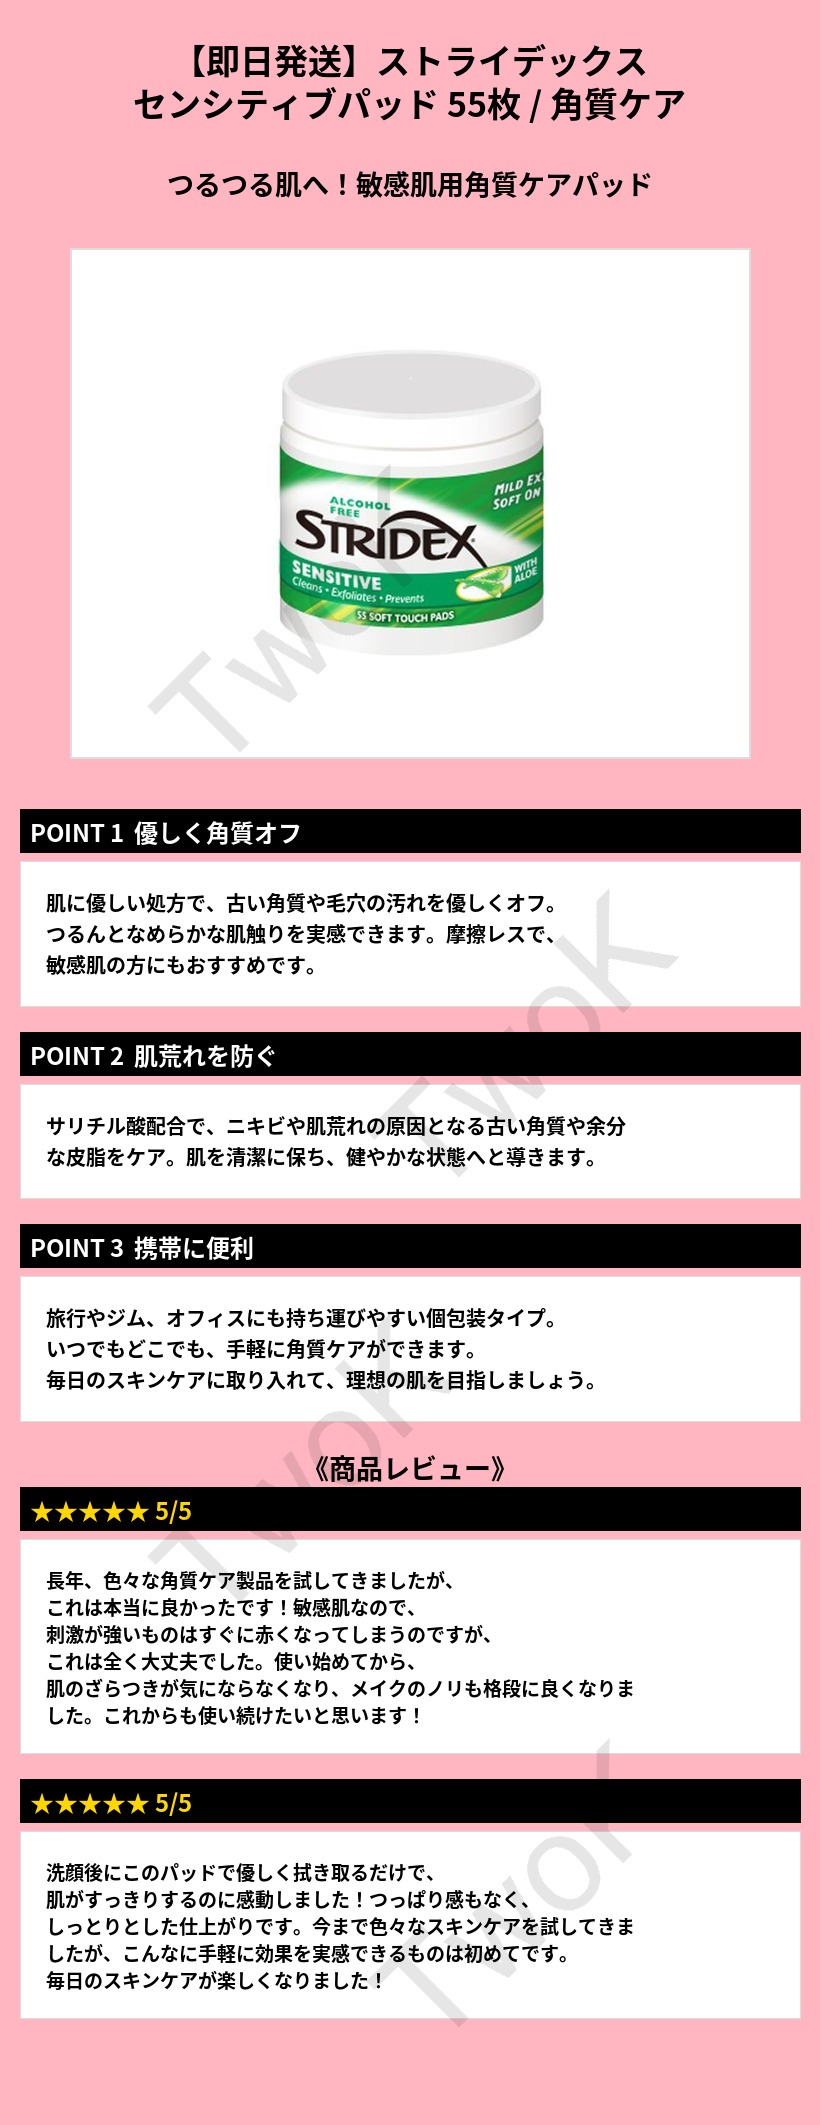 【即日発送】ストライデックス
センシティブパッド 55枚 / 角質ケア
つるつる肌へ！敏感肌用角質ケアパッド
ALCOHOL
FREE
MILD EX
SOFT ON
STRIDEX
SENSITIVE
Cleans • Exfoliates • Prevents
WITH
ALOE
55 SOFT TOUCH PADS
TwoK
POINT 1 優しく角質オフ
肌に優しい処方で、古い角質や毛穴の汚れを優しくオフ。
つるんとなめらかな肌触りを実感できます。摩擦レスで、
敏感肌の方にもおすすめです。
TwoK
POINT 2 肌荒れを防ぐ
サリチル酸配合で、ニキビや肌荒れの原因となる古い角質や余分
な皮脂をケア。肌を清潔に保ち、健やかな状態へと導きます。
POINT 3 携帯に便利
旅行やジム、オフィスにも持ち運びやすい個包装タイプ。
いつでもどこでも、手軽に角質ケアができます。
毎日のスキンケアに取り入れて、理想の肌を目指しましょう。
TwoK
《商品レビュー》
★★★★★ 5/5
長年、色々な角質ケア製品を試してきましたが、
これは本当に良かったです！敏感肌なので、
刺激が強いものはすぐに赤くなってしまうのですが、
これは全く大丈夫でした。使い始めてから、
肌のざらつきが気にならなくなり、メイクのノリも格段に良くなりま
した。これからも使い続けたいと思います！
★★★★★ 5/5
洗顔後にこのパッドで優しく拭き取るだけで、
肌がすっきりするのに感動しました！つっぱり感もなく、
しっとりとした仕上がりです。今まで色々なスキンケアを試してきま
したが、こんなに手軽に効果を実感できるものは初めてです。
毎日のスキンケアが楽しくなりました！
TwoK